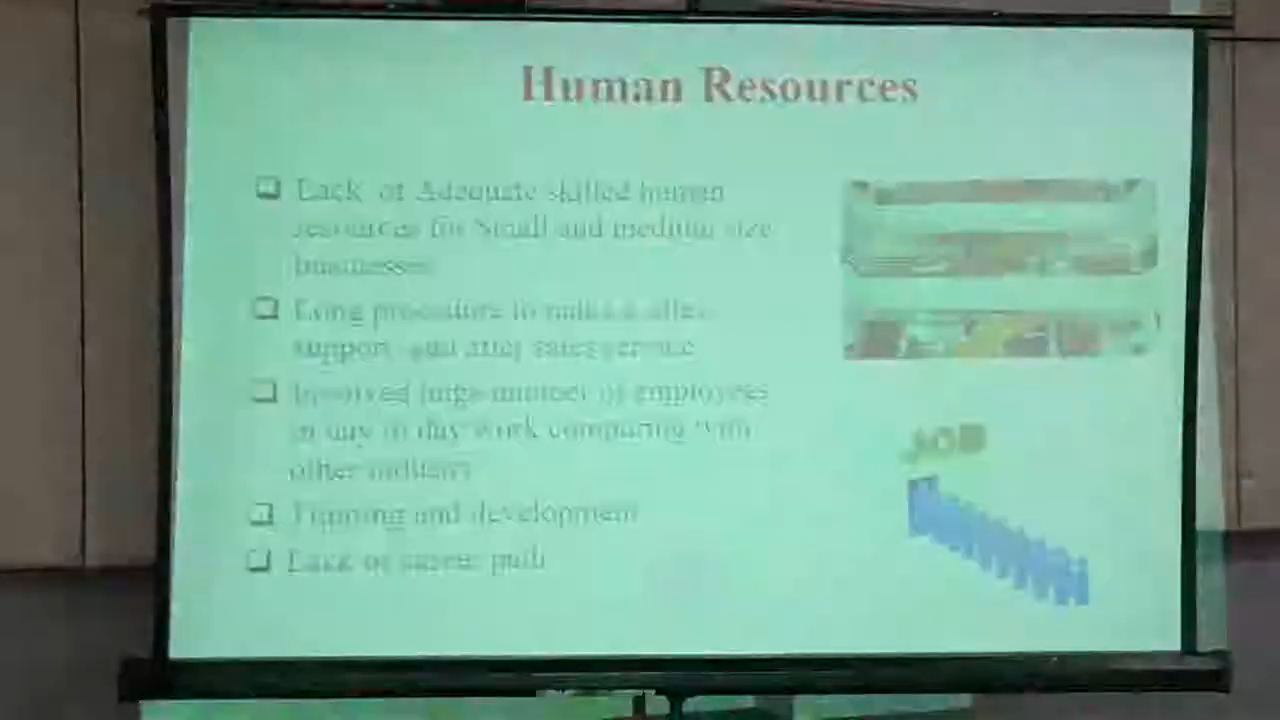 Human Resources
Lack of Adequate skilled human
resources for Small and medium size
businesses
Long procedure to
support and after sales service
Involved large number of employees
in day to day work comparing with
other industry
Training and development
Lack of career path
JOB